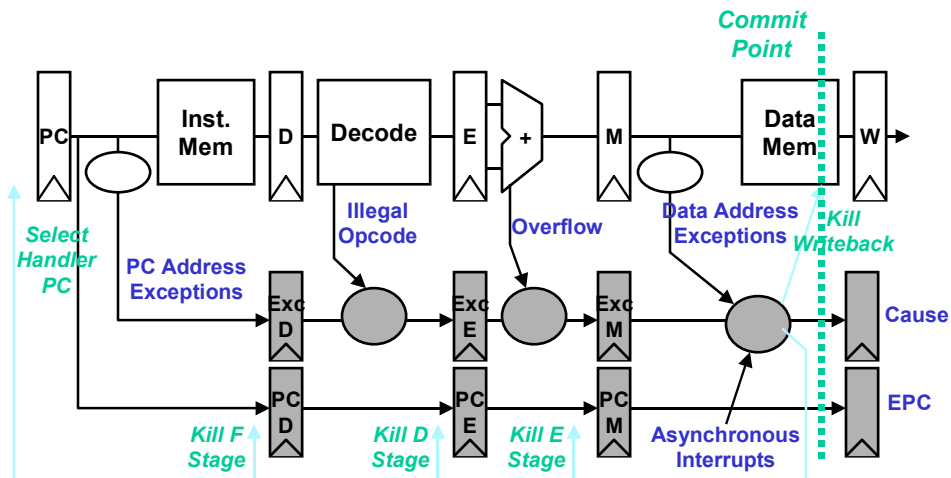 Commit
Point
PC
Inst.
Mem
D
Decode
E
+
M
Data
Mem
W
Select
Handler
PC
PC Address
Exceptions
Illegal
Opcode
Overflow
Data Address
Exceptions
Kill
Writeback
Exc
D
Exc
E
Exc
M
Cause
PC
D
PC
E
PC
M
EPC
Kill F
Stage
Kill D
Stage
Kill E
Stage
Asynchronous
Interrupts